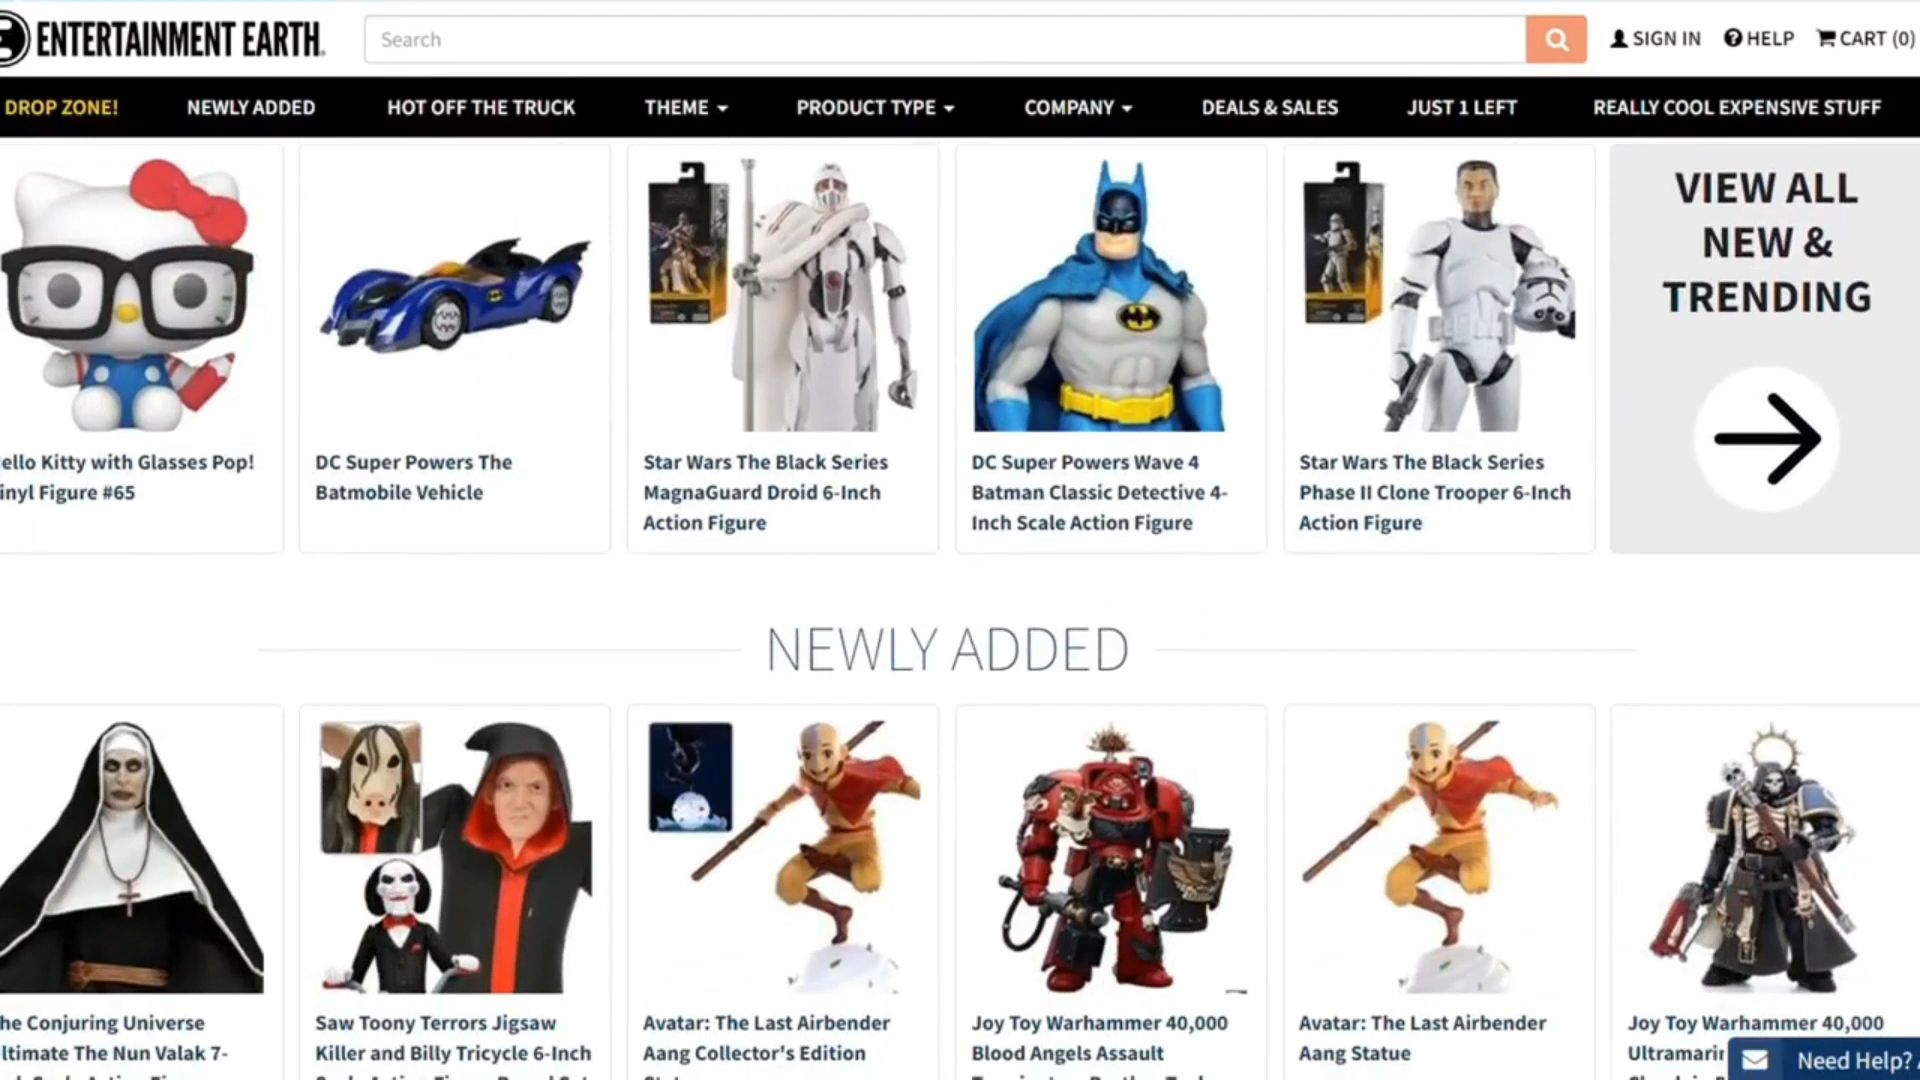 ENTERTAINMENT EARTH
Search
SIGN IN
HELP
CART (0)
DROP ZONE!
NEWLY ADDED
HOT OFF THE TRUCK
THEME
PRODUCT TYPE
COMPANY
DEALS & SALES
JUST 1 LEFT
REALLY COOL EXPENSIVE STUFF
ello Kitty with Glasses Pop!
inyl Figure #65
DC Super Powers The
Batmobile Vehicle
Star Wars The Black Series
MagnaGuard Droid 6-Inch
Action Figure
DC Super Powers Wave 4
Batman Classic Detective 4-
Inch Scale Action Figure
Star Wars The Black Series
Phase II Clone Trooper 6-Inch
Action Figure
VIEW ALL
NEW &
TRENDING
NEWLY ADDED
he Conjuring Universe
ltimate The Nun Valak 7-
Saw Toony Terrors Jigsaw
Killer and Billy Tricycle 6-Inch
Avatar: The Last Airbender
Aang Collector's Edition
Joy Toy Warhammer 40,000
Blood Angels Assault
Avatar: The Last Airbender
Aang Statue
Joy Toy Warhammer 40,000
Ultramarin
Need Help?